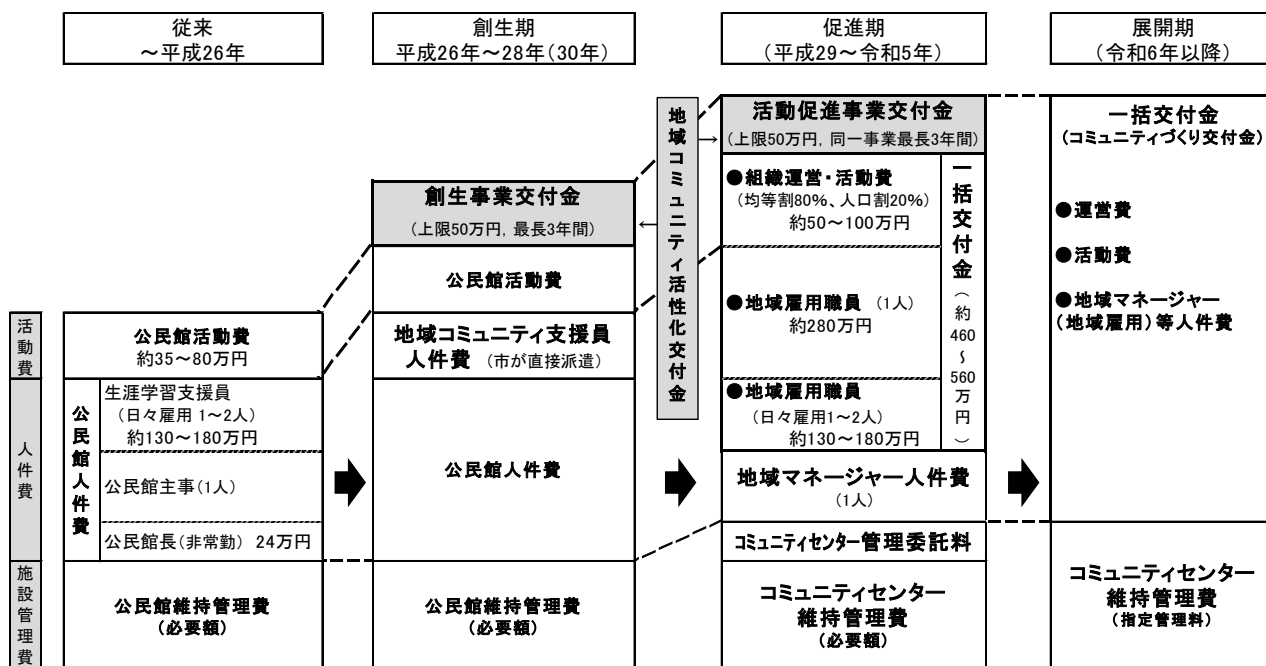 従来
～平成26年
創生期
平成26年～28年(30年)
促進期
(平成29～令和5年)
展開期
(令和6年以降)
活動費
人件費
施設管理費
公民館活動費
約35～80万円
公民館人件費
生涯学習支援員
(日々雇用 1～2人)
約130～180万円
公民館主事(1人)
公民館長(非常勤) 24万円
公民館維持管理費
(必要額)
創生事業交付金
(上限50万円, 最長3年間)
公民館活動費
地域コミュニティ支援員
人件費 (市が直接派遣)
公民館人件費
公民館維持管理費
(必要額)
地域コミュニティ活性化交付金
←
→
活動促進事業交付金
(上限50万円, 同一事業最長3年間)
●組織運営・活動費
(均等割80%、人口割20%)
約50～100万円
●地域雇用職員 (1人)
約280万円
●地域雇用職員
(日々雇用1～2人)
約130～180万円
一括交付金(約460～560万円)
地域マネージャー人件費
(1人)
コミュニティセンター管理委託料
コミュニティセンター
維持管理費
(必要額)
一括交付金
(コミュニティづくり交付金)
●運営費
●活動費
●地域マネージャー
(地域雇用)等人件費
コミュニティセンター
維持管理費
(指定管理料)